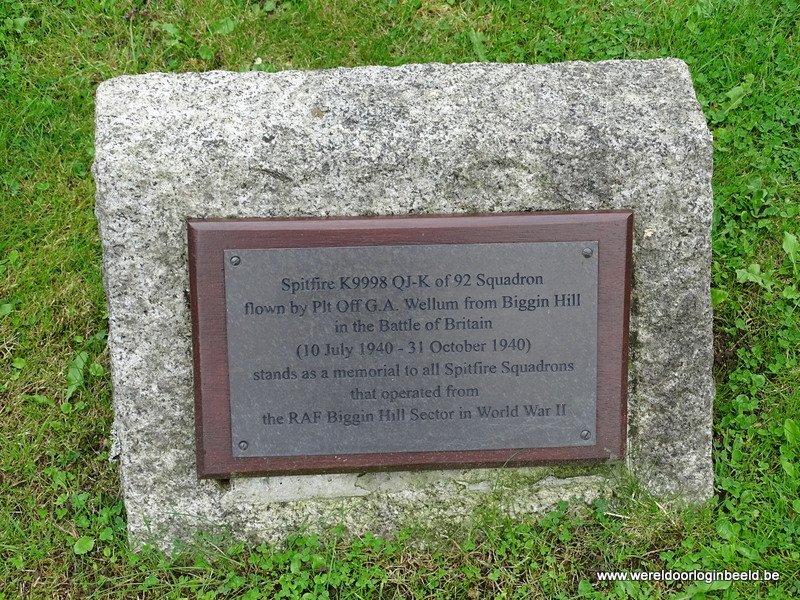 Spitfire K9998 QJ-K of 92 Squadron
flown by Plt Off G.A. Wellum from Biggin Hill
in the Battle of Britain
(10 July 1940 - 31 October 1940)
stands as a memorial to all Spitfire Squadrons
that operated from
the RAF Biggin Hill Sector in World War II
www.wereldoorloginbeeld.be